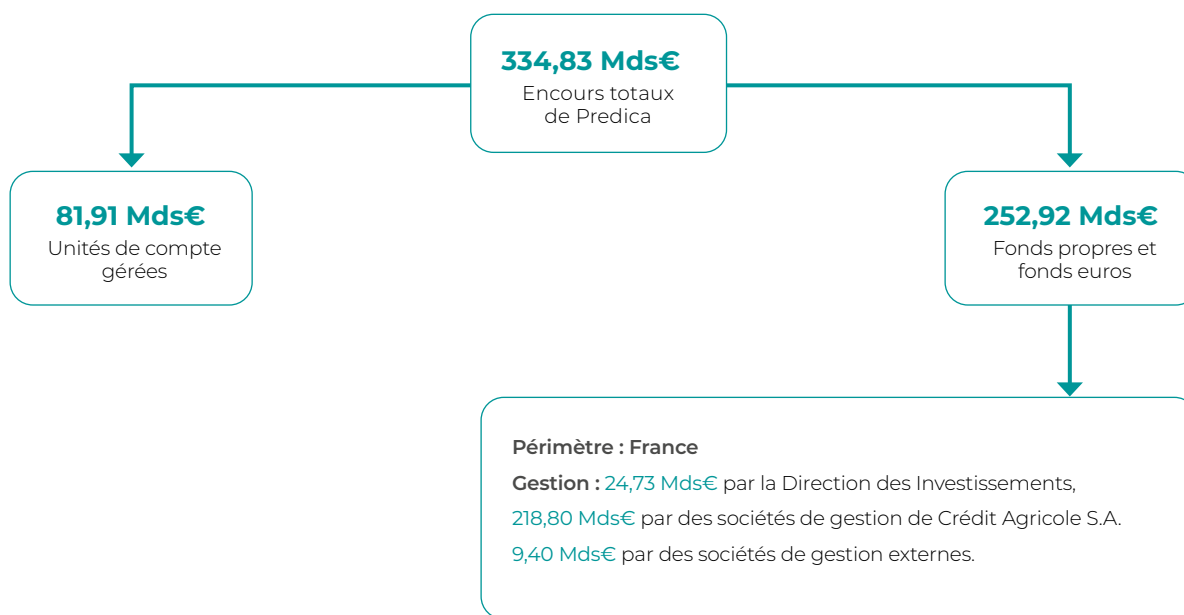 334,83 Mds€
Encours totaux
de Predica
81,91 Mds€
Unités de compte
gérées
252,92 Mds€
Fonds propres et
fonds euros
Périmètre : France
Gestion : 24,73 Mds€ par la Direction des Investissements,
218,80 Mds€ par des sociétés de gestion de Crédit Agricole S.A.
9,40 Mds€ par des sociétés de gestion externes.